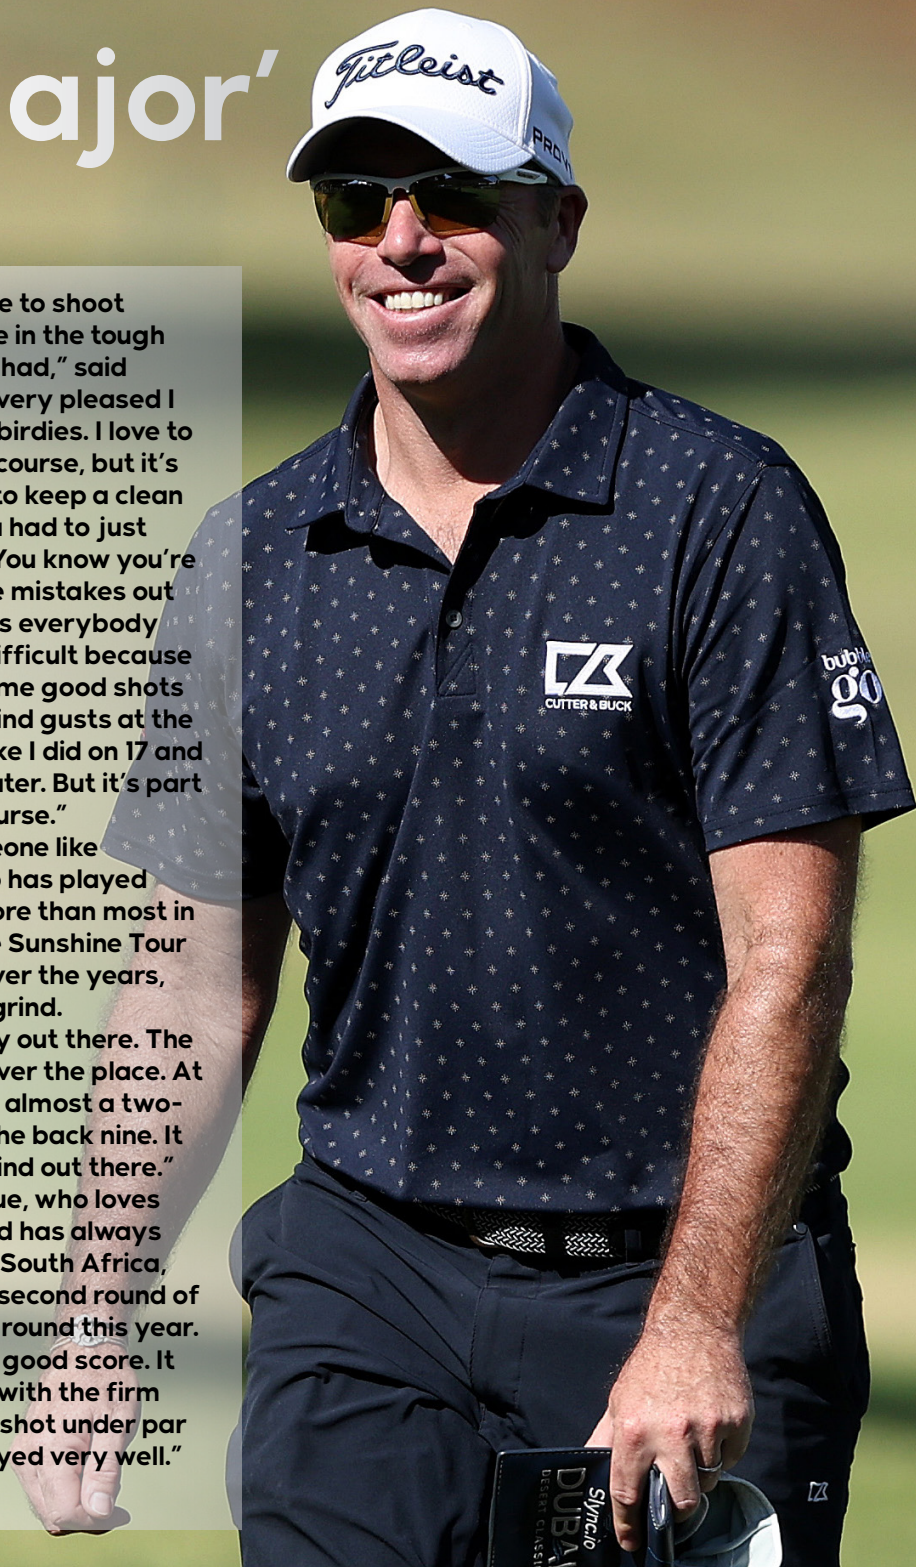 ajor’
Titleist
PRO V
e to shoot
e in the tough
had,” said
very pleased I
birdies. I love to
course, but it’s
to keep a clean
had to just
You know you’re
e mistakes out
s everybody
ifficult because
me good shots
ind gusts at the
ke I did on 17 and
ater. But it’s part
urse.”
eone like
o has played
ore than most in
e Sunshine Tour
ver the years,
grind.
y out there. The
ver the place. At
almost a two-
he back nine. It
ind out there.”
ue, who loves
d has always
South Africa,
second round of
round this year.
good score. It
with the firm
shot under par
yed very well.”
CUTTER & BUCK
bubble
go
Slync.io
DUBAI
DESERT CLASSIC